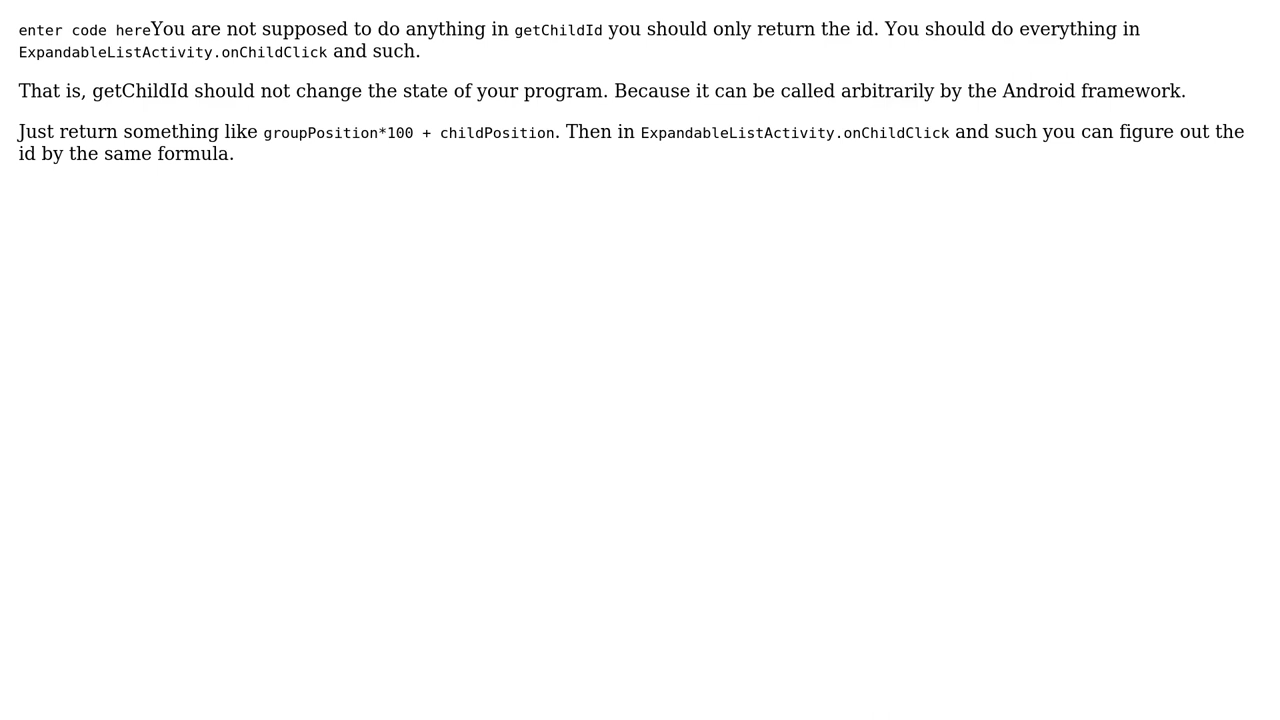 enter code hereYou are not supposed to do anything in getChildId you should only return the id. You should do everything in
ExpandableListActivity.onChildClick and such.
That is, getChildId should not change the state of your program. Because it can be called arbitrarily by the Android framework.
Just return something like groupPosition*100 + childPosition. Then in ExpandableListActivity.onChildClick and such you can figure out the
id by the same formula.